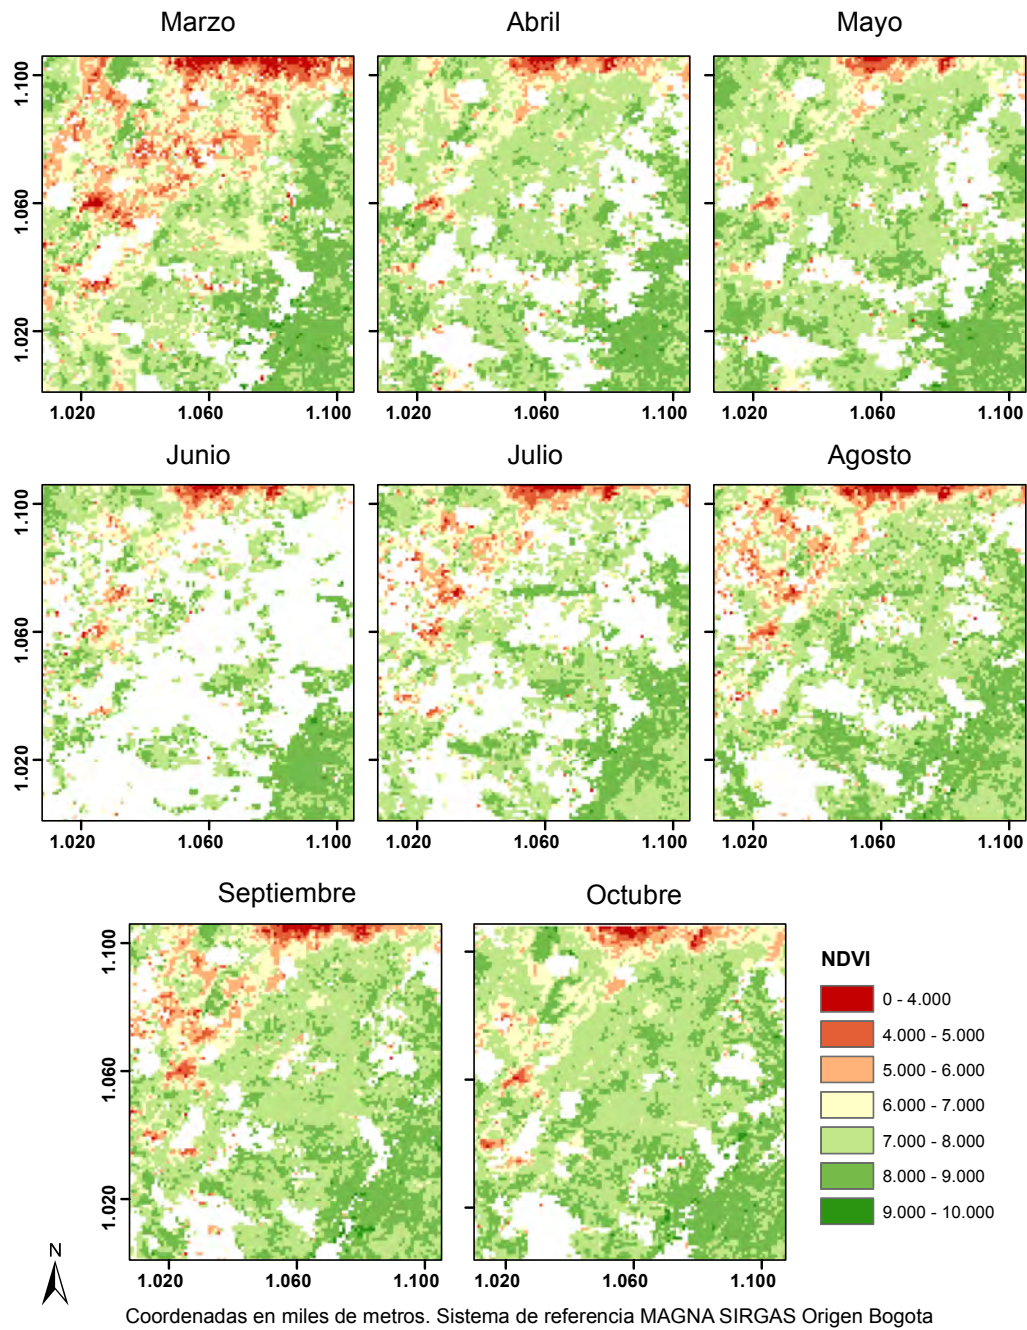 Marzo Abril Mayo
1.100
1.060
1.020
1.020 1.060 1.100 1.020 1.060 1.100 1.020 1.060 1.100
Junio Julio Agosto
1.100
1.060
1.020
1.020 1.060 1.100 1.020 1.060 1.100 1.020 1.060 1.100
Septiembre Octubre
1.100
1.060
1.020
1.020 1.060 1.100 1.020 1.060 1.100
NDVI
0 - 4.000
4.000 - 5.000
5.000 - 6.000
6.000 - 7.000
7.000 - 8.000
8.000 - 9.000
9.000 - 10.000
N
Coordenadas en miles de metros. Sistema de referencia MAGNA SIRGAS Origen Bogota